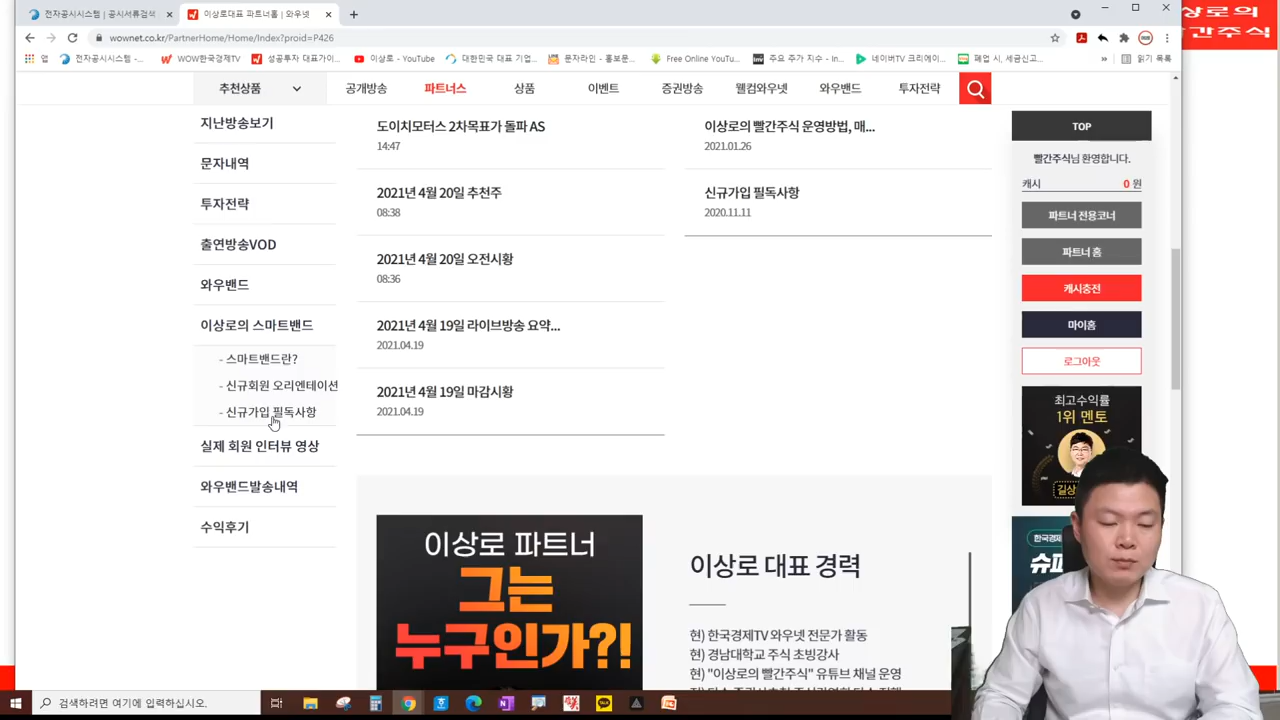 전자공시시스템 | 공시서류검색
이상로대표 파트너홈 | 와우넷
상로의
빨간주식
wownet.co.kr/PartnerHome/Home/Index?proid=P426
앱
전자공시시스템 -...
WOW한국경제TV
성공투자 대표가이...
이상로 - YouTube
대한민국 대표 기업...
문자라인 - 홍보문...
Free Online YouTu...
주요 주가 지수 - In...
네이버TV 크리에이...
폐업 시, 세금신고...
»
읽기 목록
추천상품
공개방송
파트너스
상품
이벤트
증권방송
웰컴와우넷
와우밴드
투자전략
지난방송보기
문자내역
투자전략
출연방송VOD
와우밴드
이상로의 스마트밴드
- 스마트밴드란?
- 신규회원 오리엔테이션
- 신규가입 필독사항
실제 회원 인터뷰 영상
와우밴드발송내역
수익후기
도이치모터스 2차목표가 돌파 AS
14:47
2021년 4월 20일 추천주
08:38
2021년 4월 20일 오전시황
08:36
2021년 4월 19일 라이브방송 요약...
2021.04.19
2021년 4월 19일 마감시황
2021.04.19
이상로의 빨간주식 운영방법, 매...
2021.01.26
신규가입 필독사항
2020.11.11
TOP
빨간주식님 환영합니다.
캐시 0 원
파트너 전용코너
파트너 홈
캐시충전
마이홈
로그아웃
최고수익률
1위 멘토
길상
한국경제
슈퍼
이상로 파트너
그는
누구인가?!
이상로 대표 경력
현) 한국경제TV 와우넷 전문가 활동
현) 경남대학교 주식 초빙강사
현) "이상로의 빨간주식" 유튜브 채널 운영
검색하려면 여기에 입력하십시오.